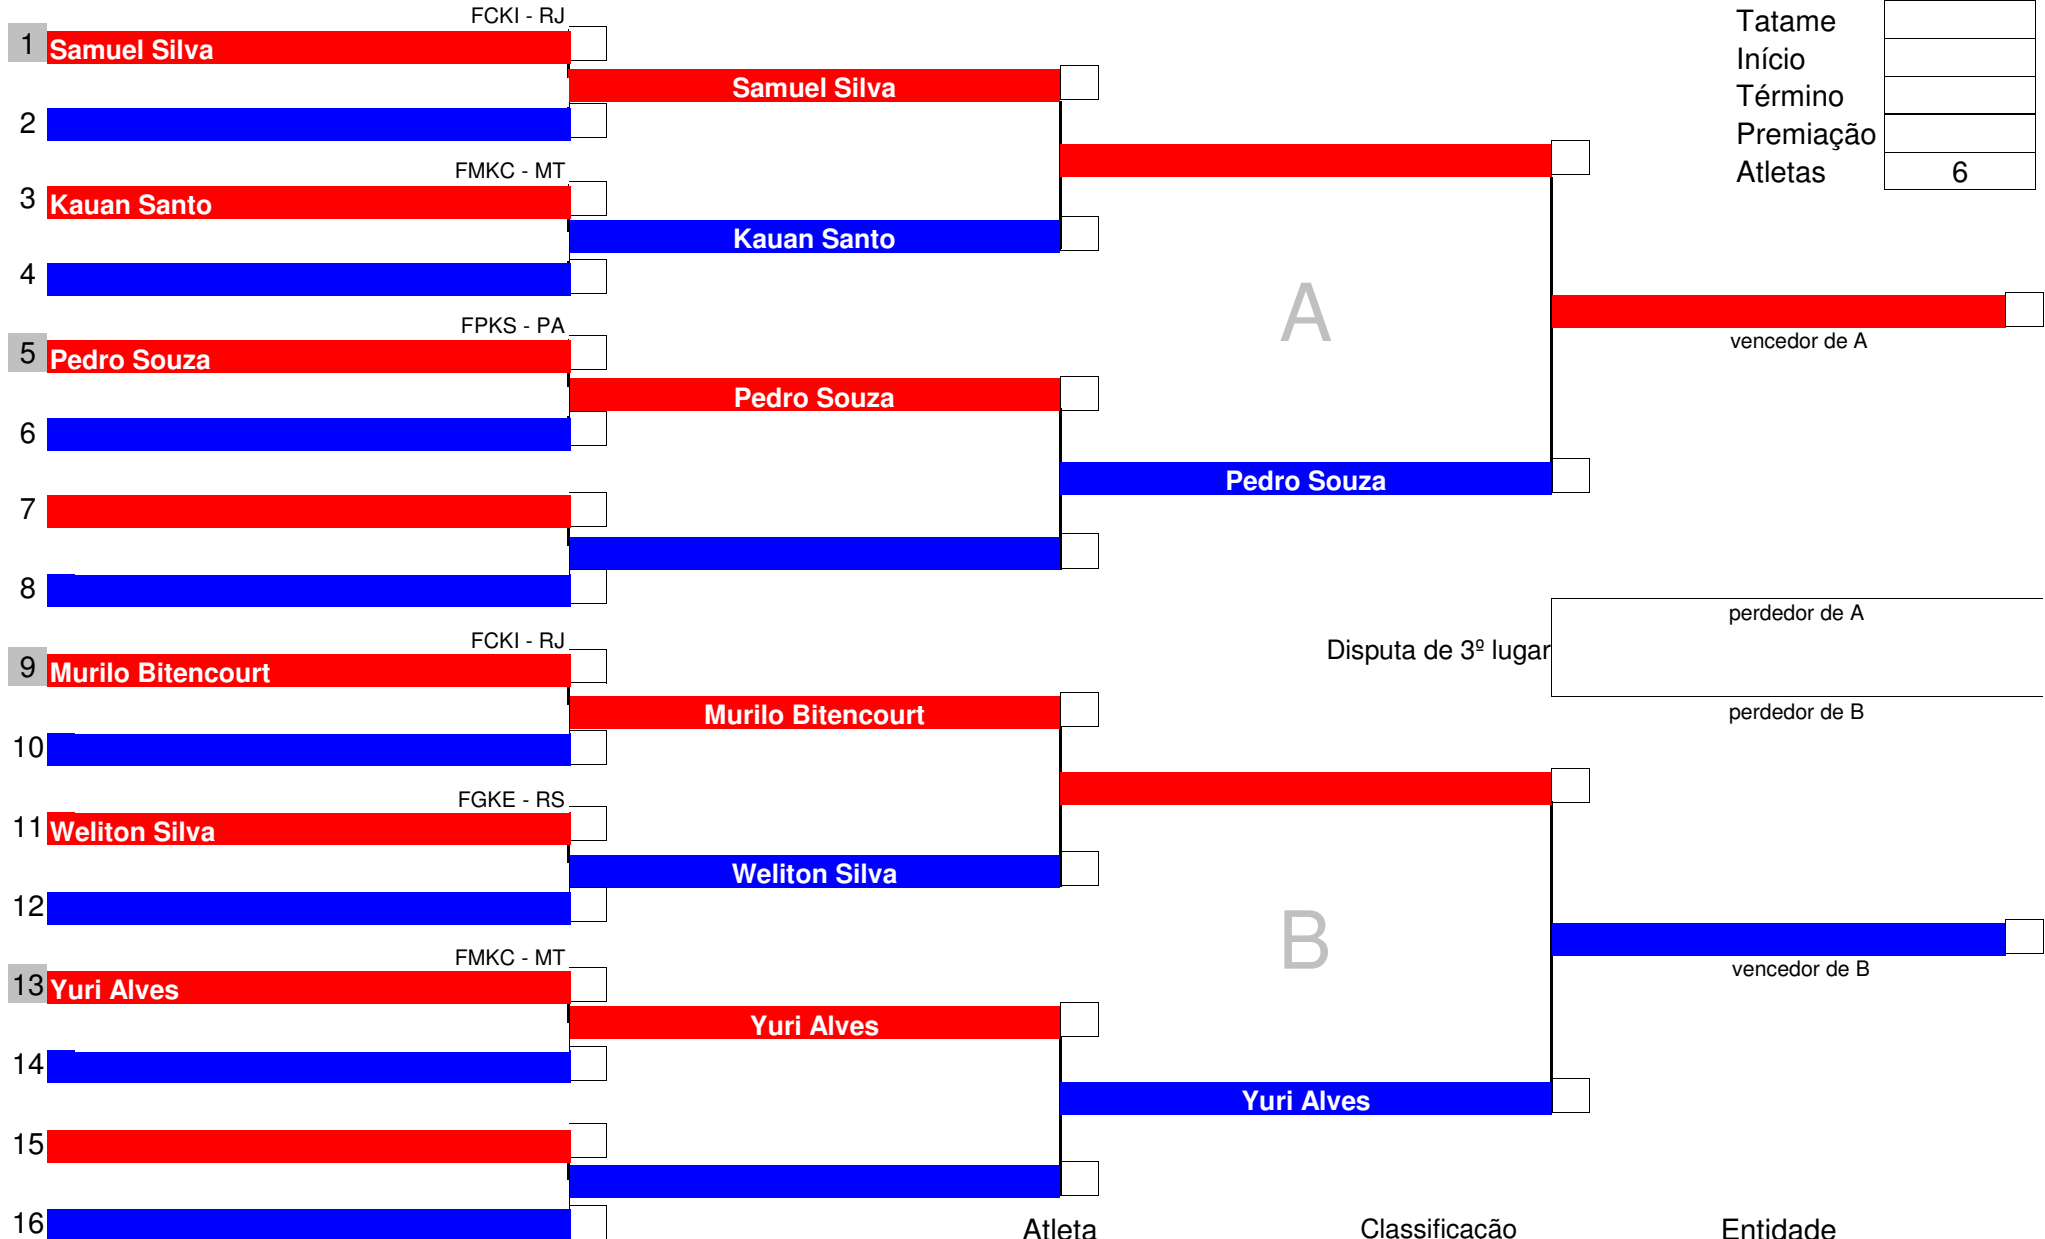 FCKI - RJ
Tatame
1 Samuel Silva
Início
Samuel Silva
Término
2
Premiação
FMKC - MT
Atletas 6
3 Kauan Santo
Kauan Santo
4
A
FPKS - PA
vencedor de A
5 Pedro Souza
Pedro Souza
6
Pedro Souza
7
8
perdedor de A
FCKI - RJ
Disputa de 3º lugar
9 Murilo Bitencourt
Murilo Bitencourt
perdedor de B
10
FGKE - RS
11 Weliton Silva
Weliton Silva
12
B
FMKC - MT
vencedor de B
13 Yuri Alves
Yuri Alves
14
Yuri Alves
15
16
Atleta Classificacão Entidade